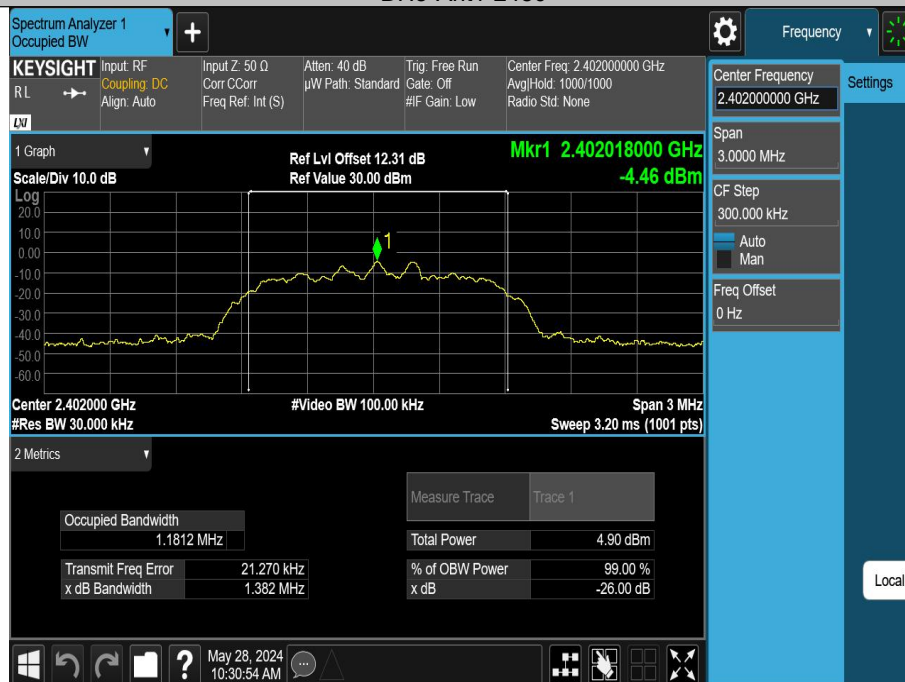 Spectrum Analyzer 1
Occupied BW
Frequency
KEYSIGHT
RL
LXI
Input: RF
Coupling: DC
Align: Auto
Input Z: 50 Ω
Corr CCorr
Freq Ref: Int (S)
Atten: 40 dB
µW Path: Standard
Trig: Free Run
Gate: Off
#IF Gain: Low
Center Freq: 2.402000000 GHz
Avg|Hold: 1000/1000
Radio Std: None
1 Graph
Scale/Div 10.0 dB
Ref Lvl Offset 12.31 dB
Ref Value 30.00 dBm
Mkr1 2.402018000 GHz
-4.46 dBm
Log
20.0
10.0
0.00
-10.0
-20.0
-30.0
-40.0
-50.0
-60.0
1
Center 2.402000 GHz
#Res BW 30.000 kHz
#Video BW 100.00 kHz
Span 3 MHz
Sweep 3.20 ms (1001 pts)
2 Metrics
Measure Trace
Trace 1
Occupied Bandwidth
1.1812 MHz
Total Power
4.90 dBm
Transmit Freq Error
21.270 kHz
% of OBW Power
99.00 %
x dB Bandwidth
1.382 MHz
x dB
-26.00 dB
Center Frequency
2.402000000 GHz
Span
3.0000 MHz
CF Step
300.000 kHz
Auto
Man
Freq Offset
0 Hz
Settings
Local
?
May 28, 2024
10:30:54 AM